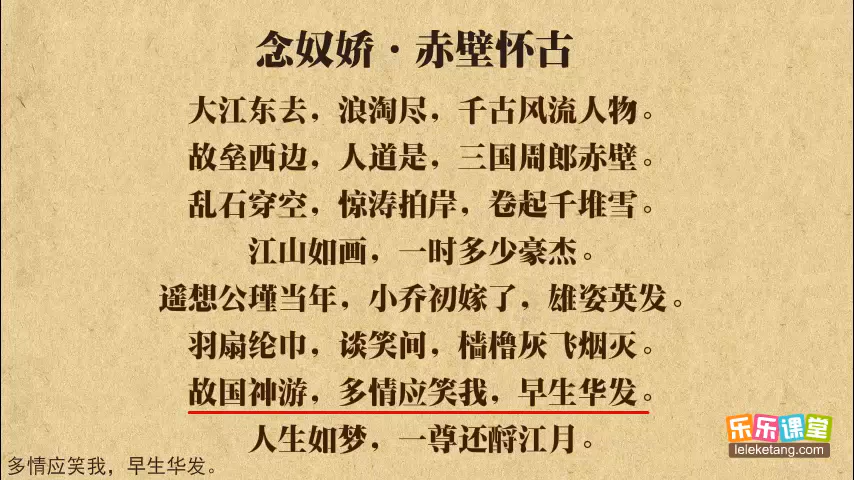 念奴娇·赤壁怀古
大江东去，浪淘尽，千古风流人物。
故垒西边，人道是，三国周郎赤壁。
乱石穿空，惊涛拍岸，卷起千堆雪。
江山如画，一时多少豪杰。
遥想公瑾当年，小乔初嫁了，雄姿英发。
羽扇纶巾，谈笑间，樯橹灰飞烟灭。
故国神游，多情应笑我，早生华发。
人生如梦，一尊还酹江月。
乐乐课堂
leleketang.com
多情应笑我，早生华发。